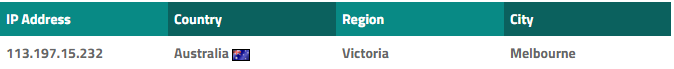 IP Address Country Region City
113.197.15.232 Australia Victoria Melbourne